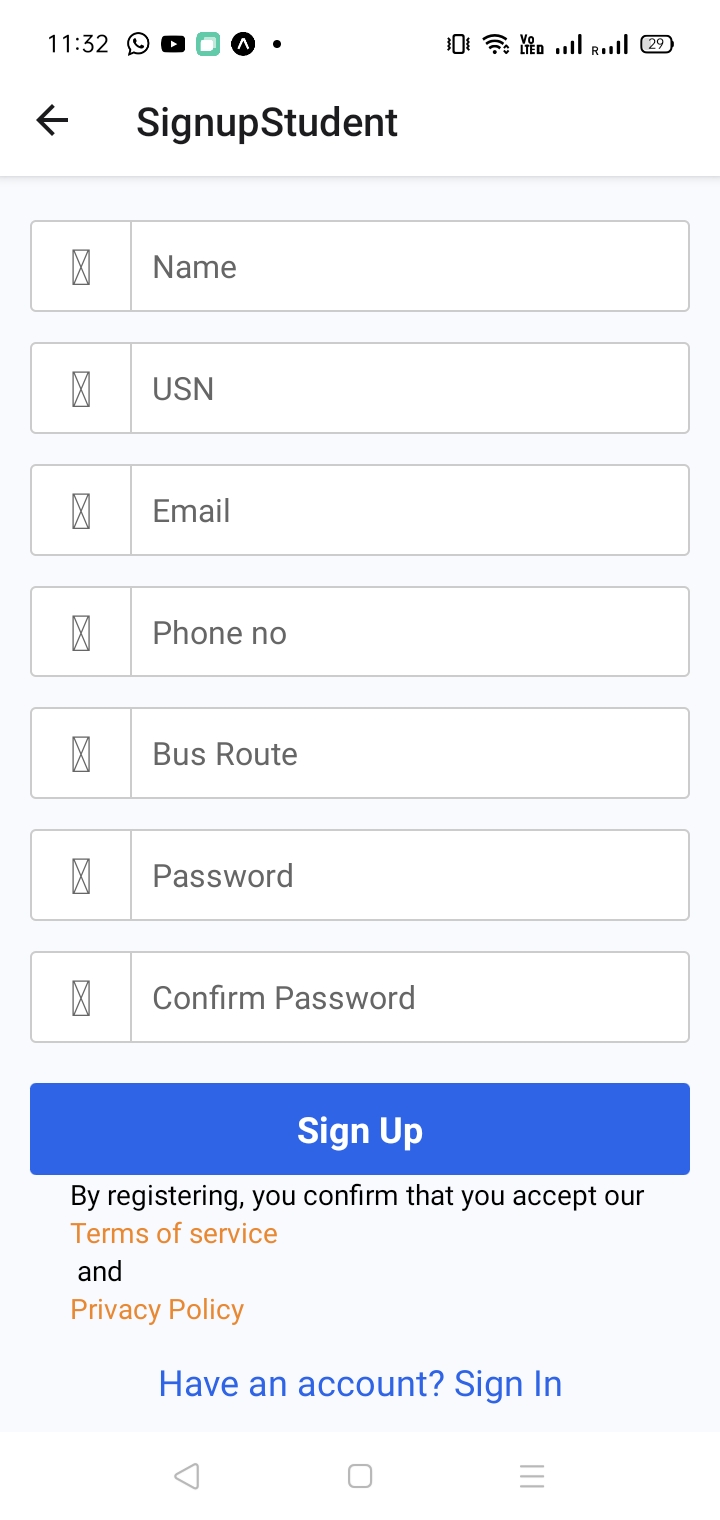 11:32 Vo LTED R 29
SignupStudent
Name
USN
Email
Phone no
Bus Route
Password
Confirm Password
Sign Up
By registering, you confirm that you accept our
Terms of service
and
Privacy Policy
Have an account? Sign In